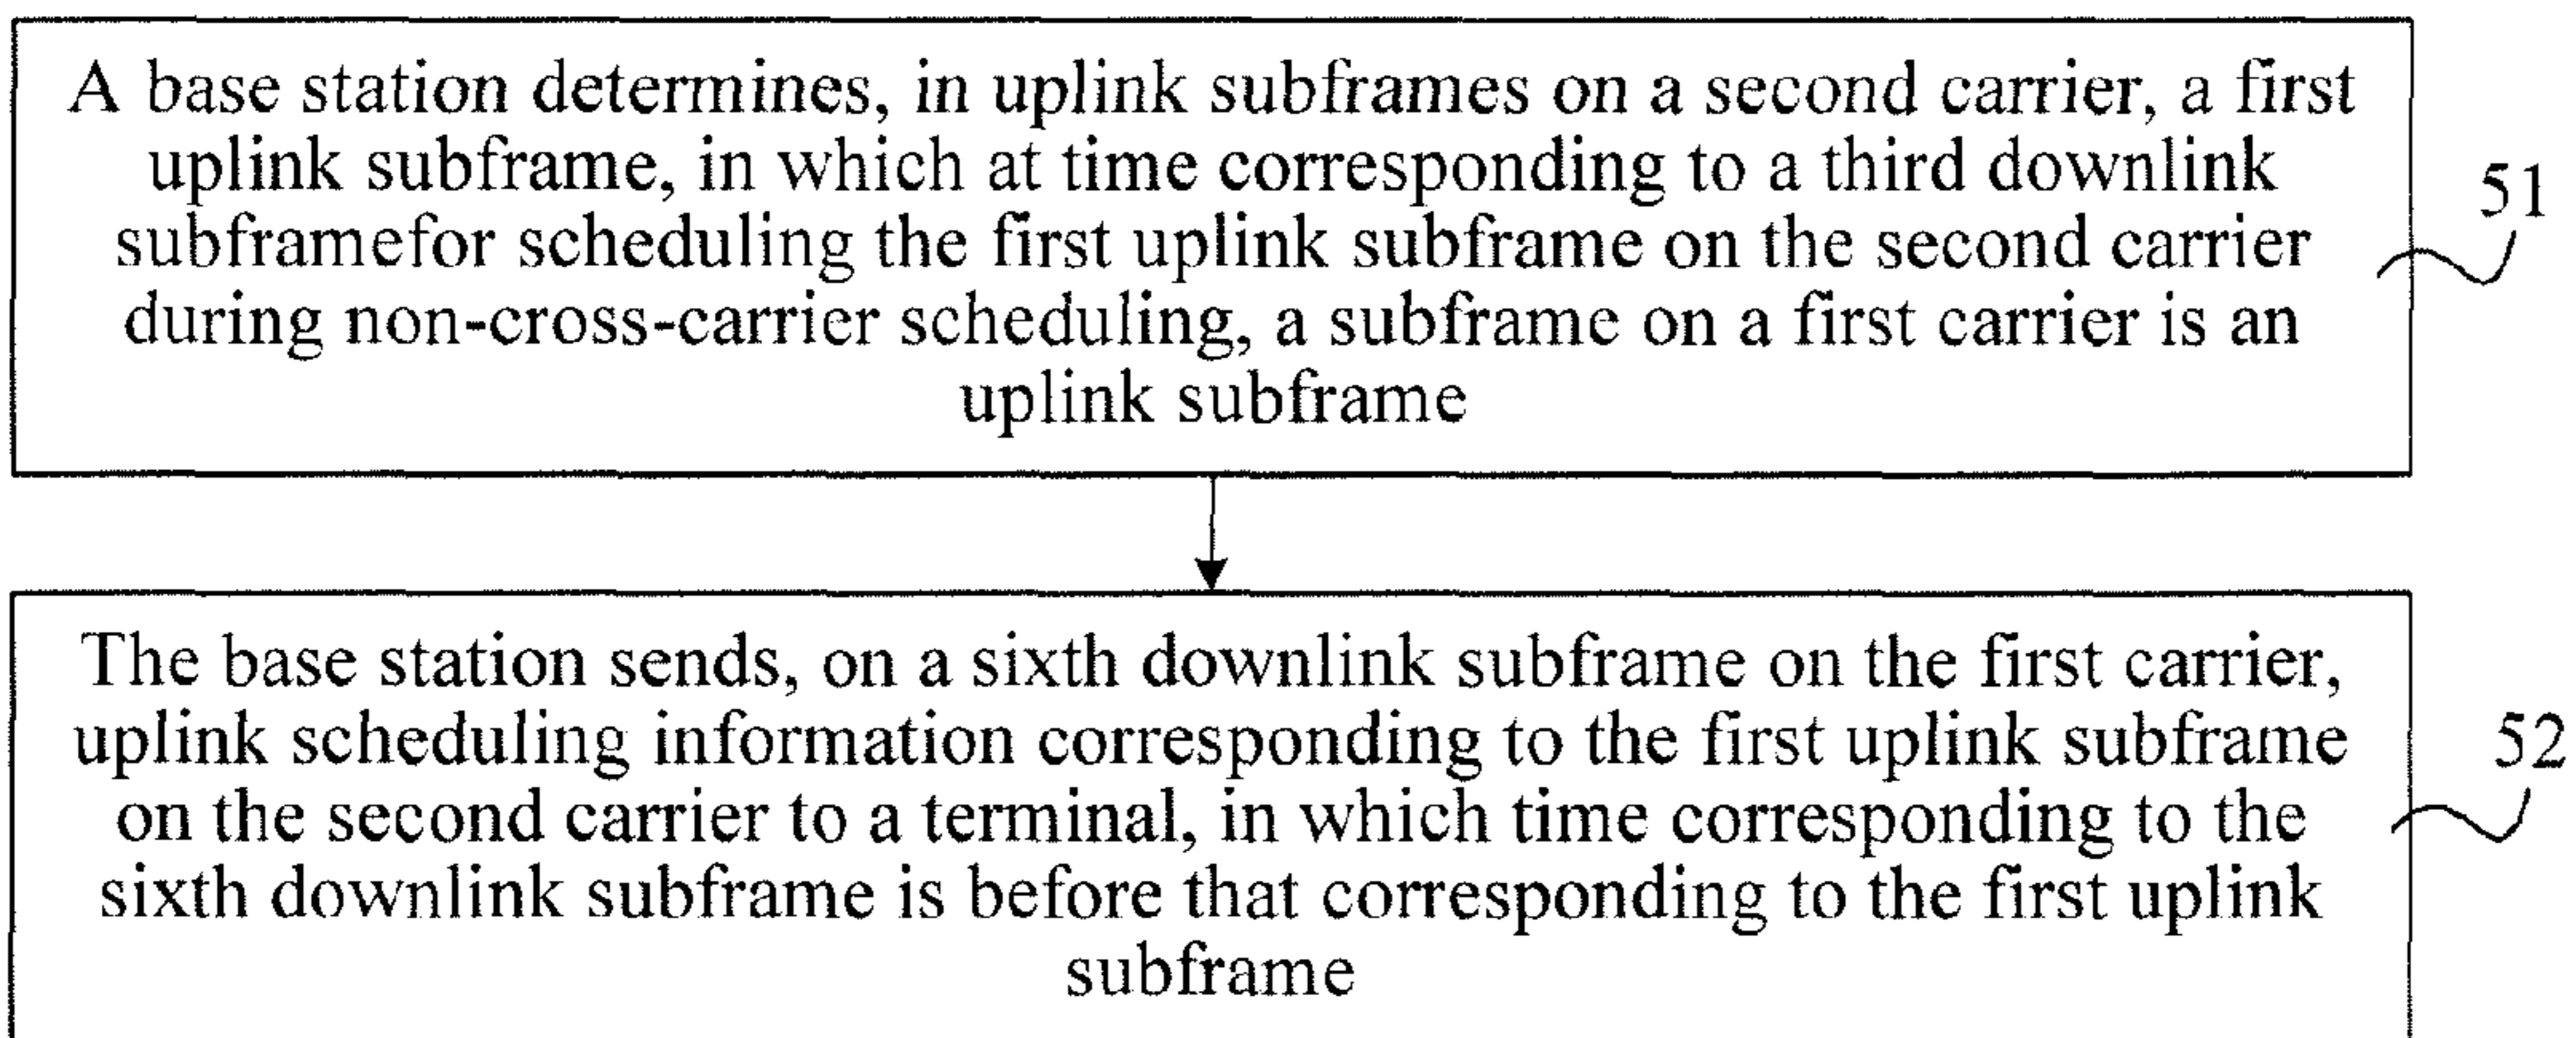 A base station determines, in uplink subframes on a second carrier, a first
uplink subframe, in which at time corresponding to a third downlink
subframefor scheduling the first uplink subframe on the second carrier
during non-cross-carrier scheduling, a subframe on a first carrier is an
uplink subframe
51
The base station sends, on a sixth downlink subframe on the first carrier,
uplink scheduling information corresponding to the first uplink subframe
on the second carrier to a terminal, in which time corresponding to the
sixth downlink subframe is before that corresponding to the first uplink
subframe
52